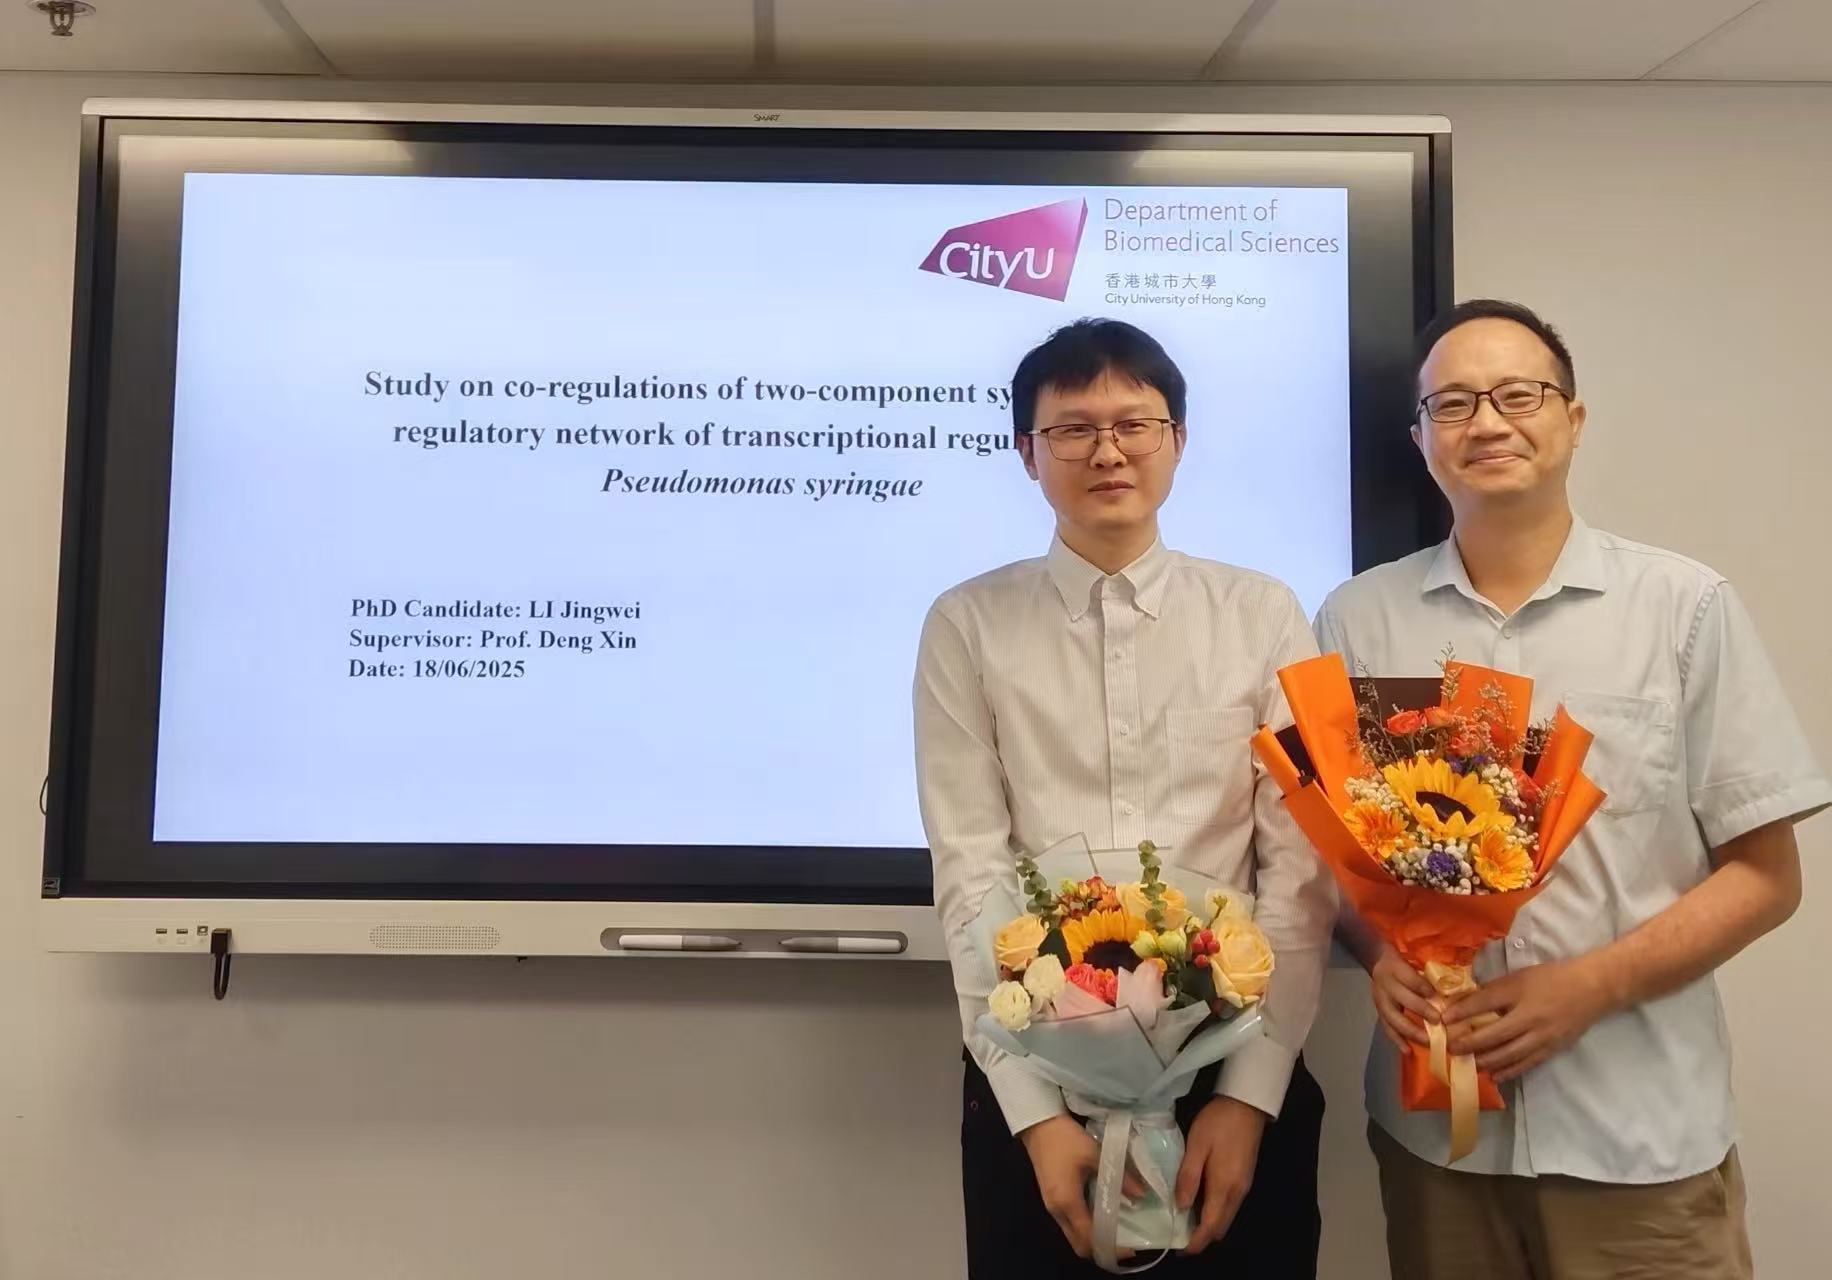 SMART
CityU
Department of
Biomedical Sciences
香港城市大學
City University of Hong Kong
Study on co-regulations of two-component
regulatory network of transcriptional
Pseudomonas syringae
PhD Candidate: LI Jingwei
Supervisor: Prof. Deng Xin
Date: 18/06/2025